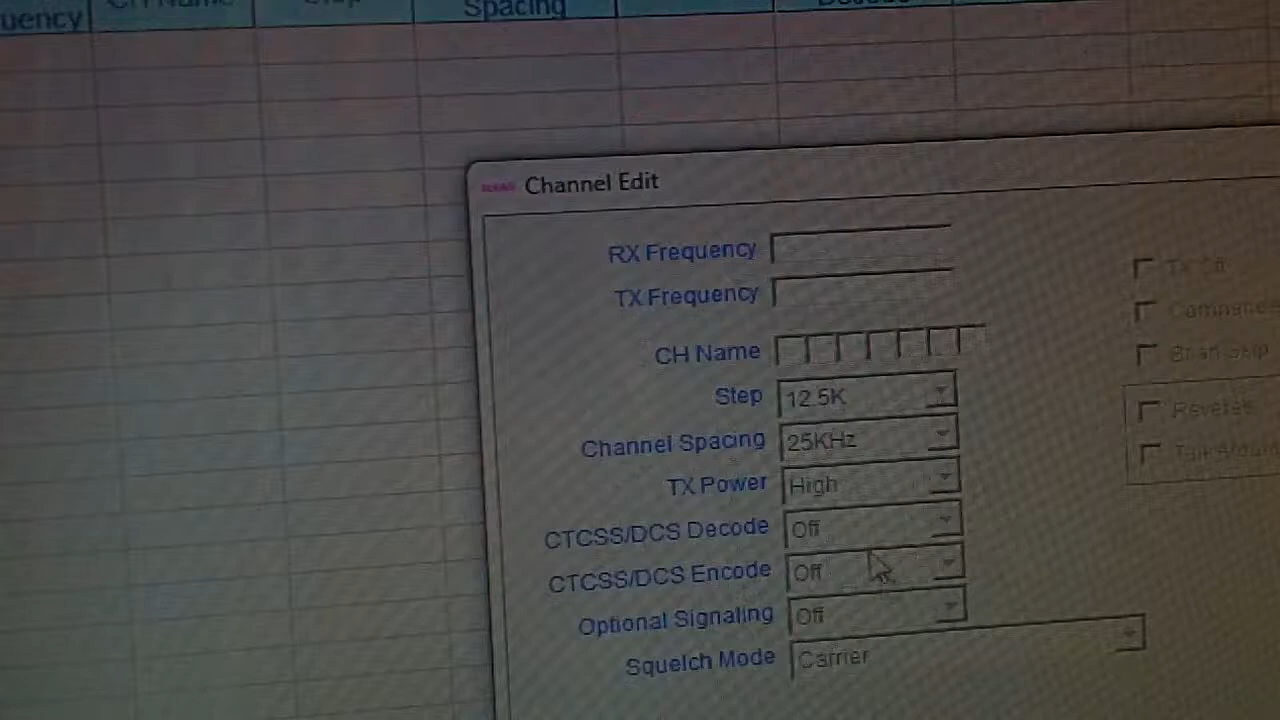 Spacing
Channel Edit
RX Frequency
TX Frequency
CH Name
Step 12.5K
Channel Spacing 25KHz
TX Power High
CTCSS/DCS Decode Off
CTCSS/DCS Encode Off
Optional Signaling Off
Squelch Mode Carrier
Reverse